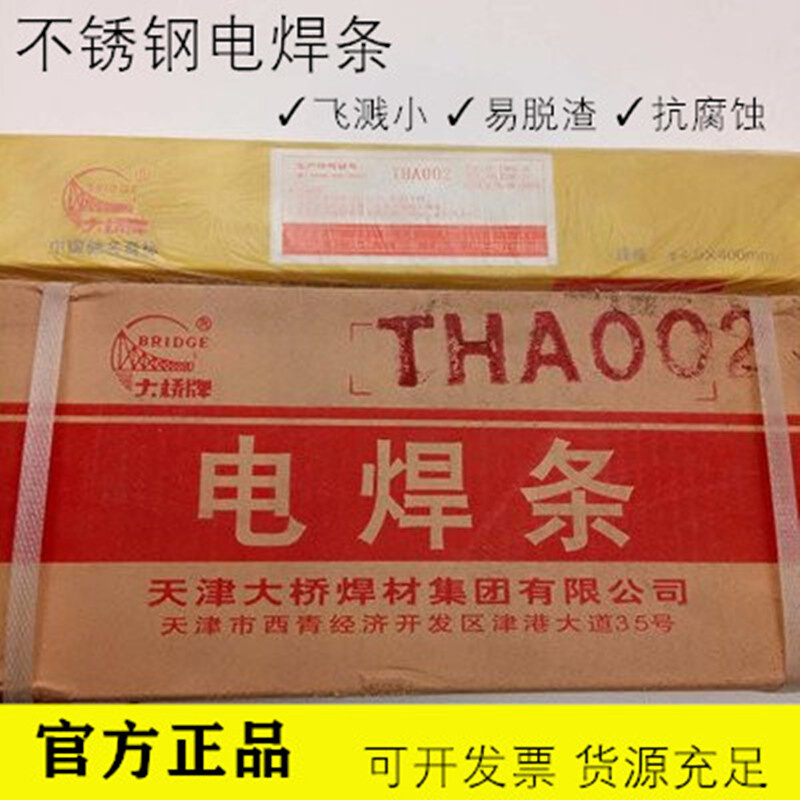 不锈钢电焊条
✓飞溅小 ✓易脱渣 ✓抗腐蚀
THA002
大桥牌
400mm
BRIDGE®
大桥牌
THA002
电焊条
天津大桥焊材集团有限公司
天津市西青经济开发区津港大道35号
官方正品
可开发票 货源充足